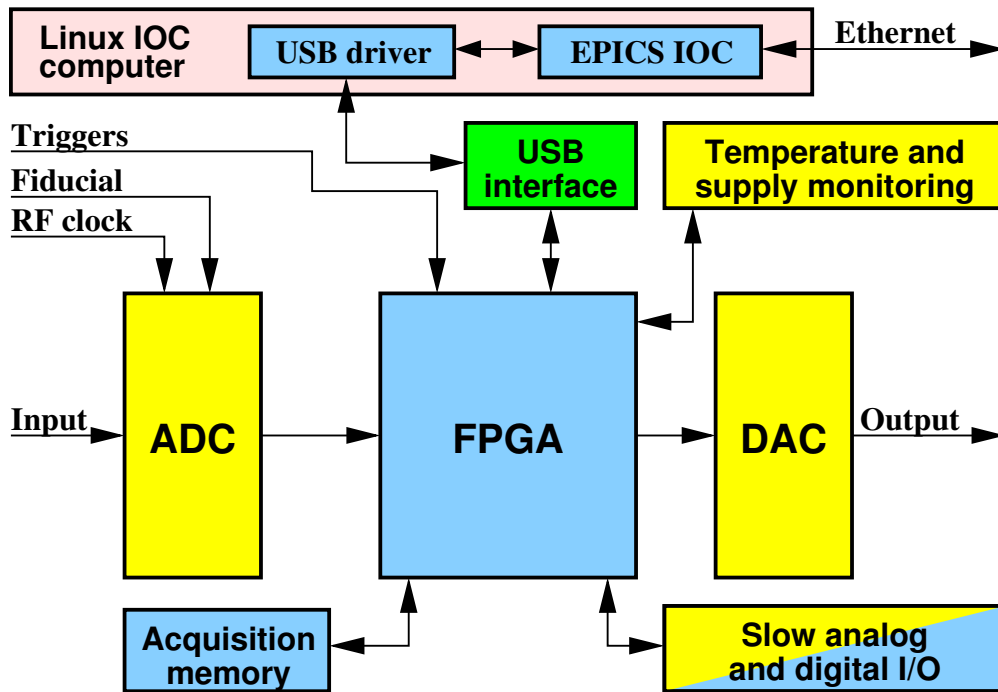 Linux IOC
computer
USB driver
EPICS IOC
Ethernet
Triggers
Fiducial
RF clock
USB
interface
Temperature and
supply monitoring
Input
ADC
FPGA
DAC
Output
Acquisition
memory
Slow analog
and digital I/O